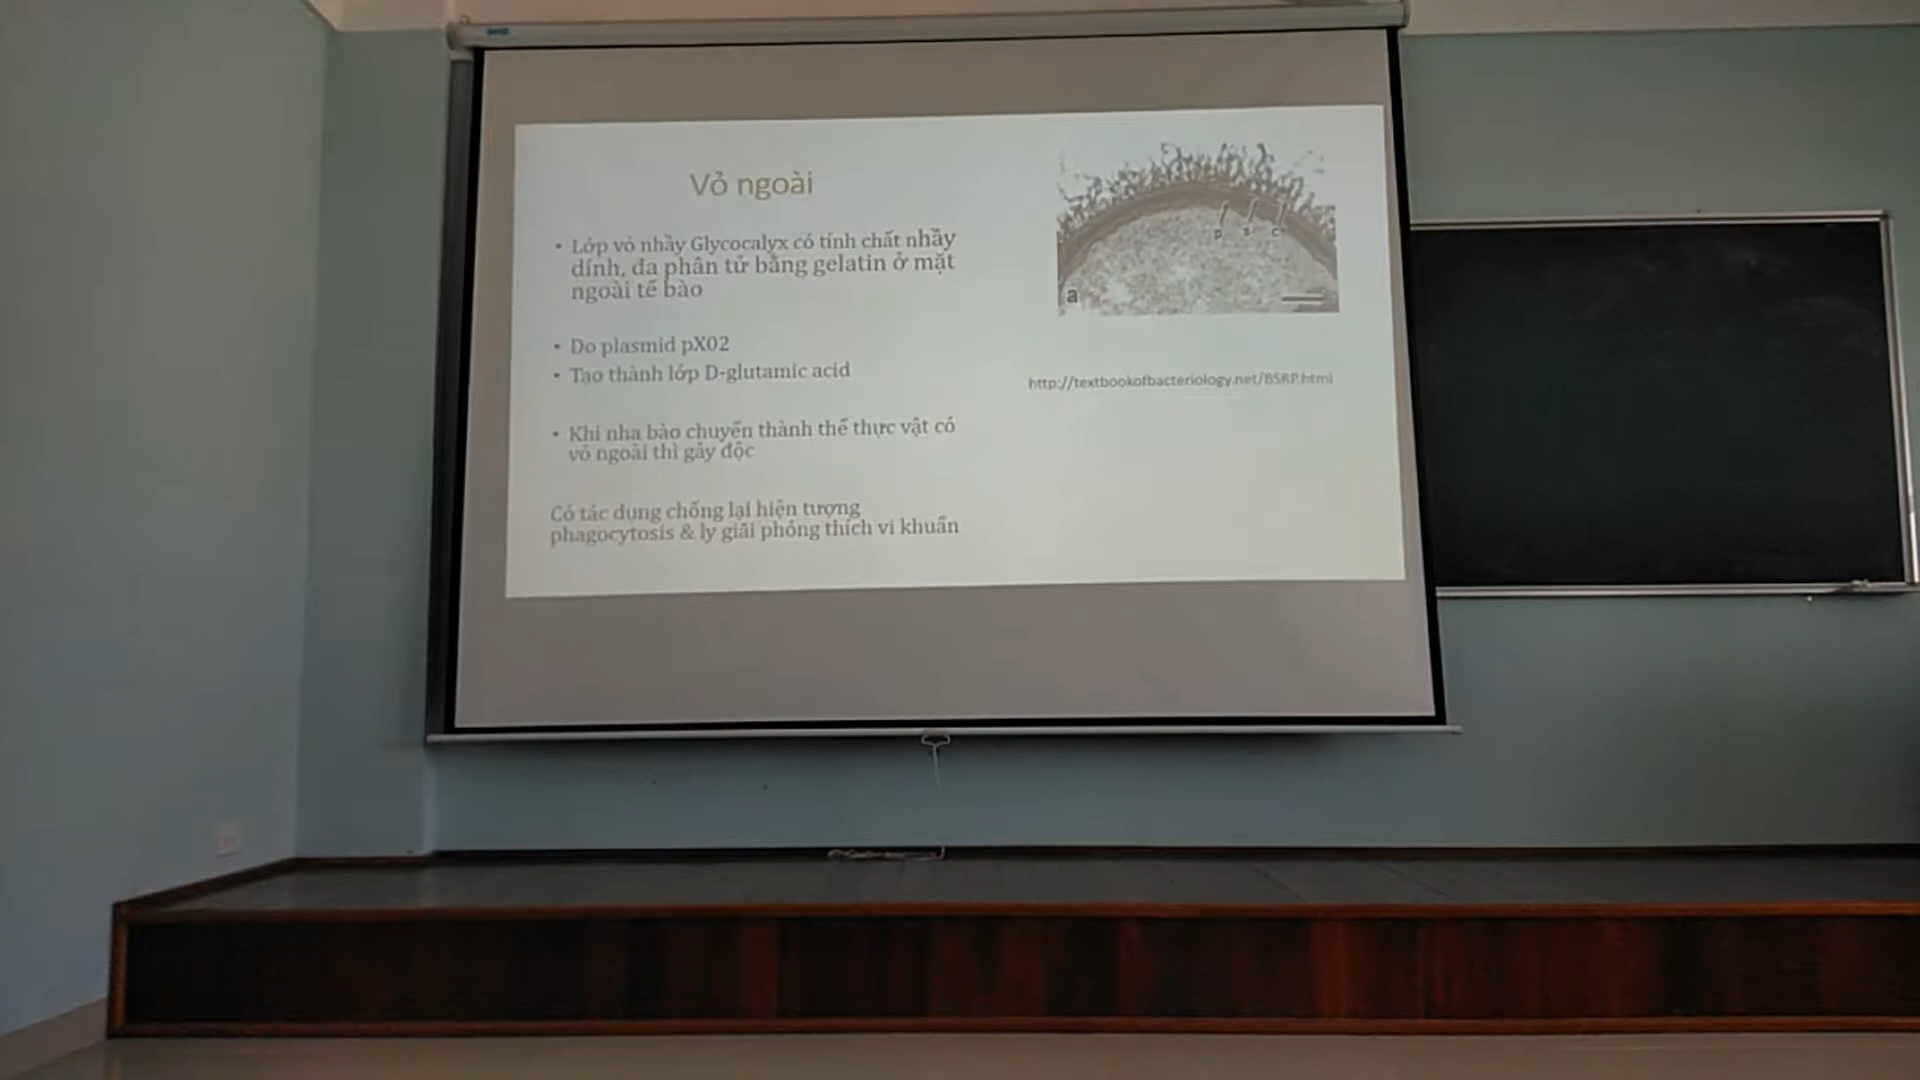 Vỏ ngoài
• Lớp vỏ nhầy Glycocalyx có tính chất nhầy
dính, đa phân tử bằng gelatin ở mặt
ngoài tế bào
• Do plasmid pX02
• Tạo thành lớp D-glutamic acid
• Khi nha bào chuyển thành thể thực vật có
vỏ ngoài thì gây độc
Có tác dụng chống lại hiện tượng
phagocytosis & ly giải phóng thích vi khuẩn
p s c
a
http://textbookofbacteriology.net/BSRP.html